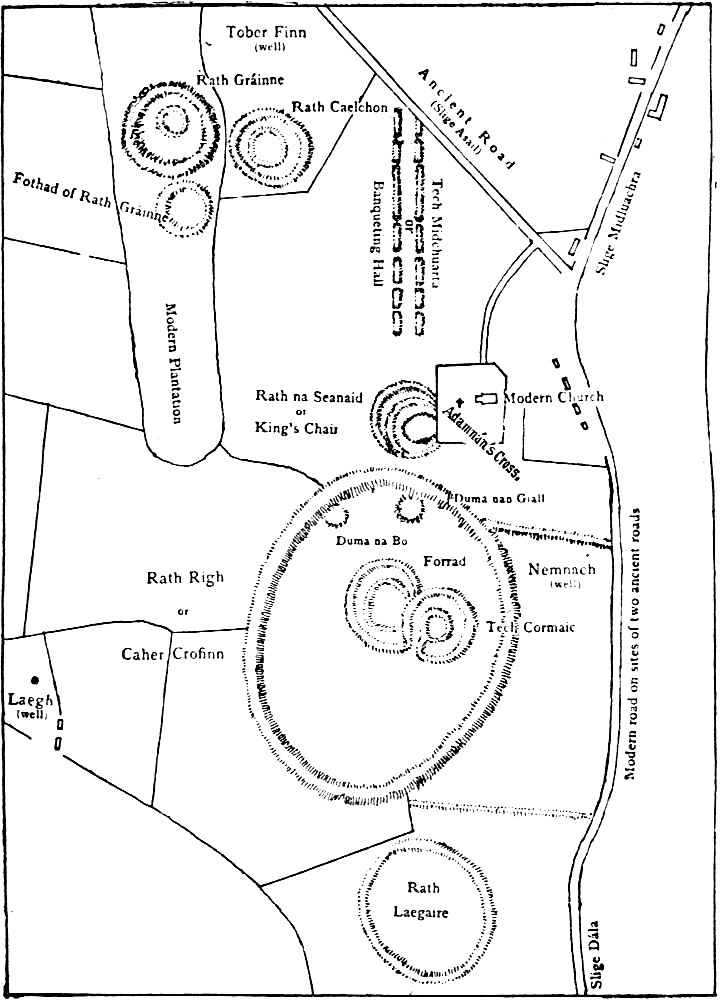 Tober Finn
(well)
Rath Gráinne
Rath Caelchon
Ancient Road
(Slige Asail)
Fothad of Rath Gráinne
Tech Midchuarta
or
Banqueting Hall
Slige Midluachra
Modern Plantation
Rath na Seanaid
or
King's Chair
Modern Church
Adamnán's Cross.
Duma nan Giall
Duma na Bo
Forrad
Nemnach
(well)
Rath Righ
or
Caher Crofinn
Tech Cormaic
Laegh
(well)
Modern road on sites of two ancient roads
Rath
Laegaire
Slige Dála